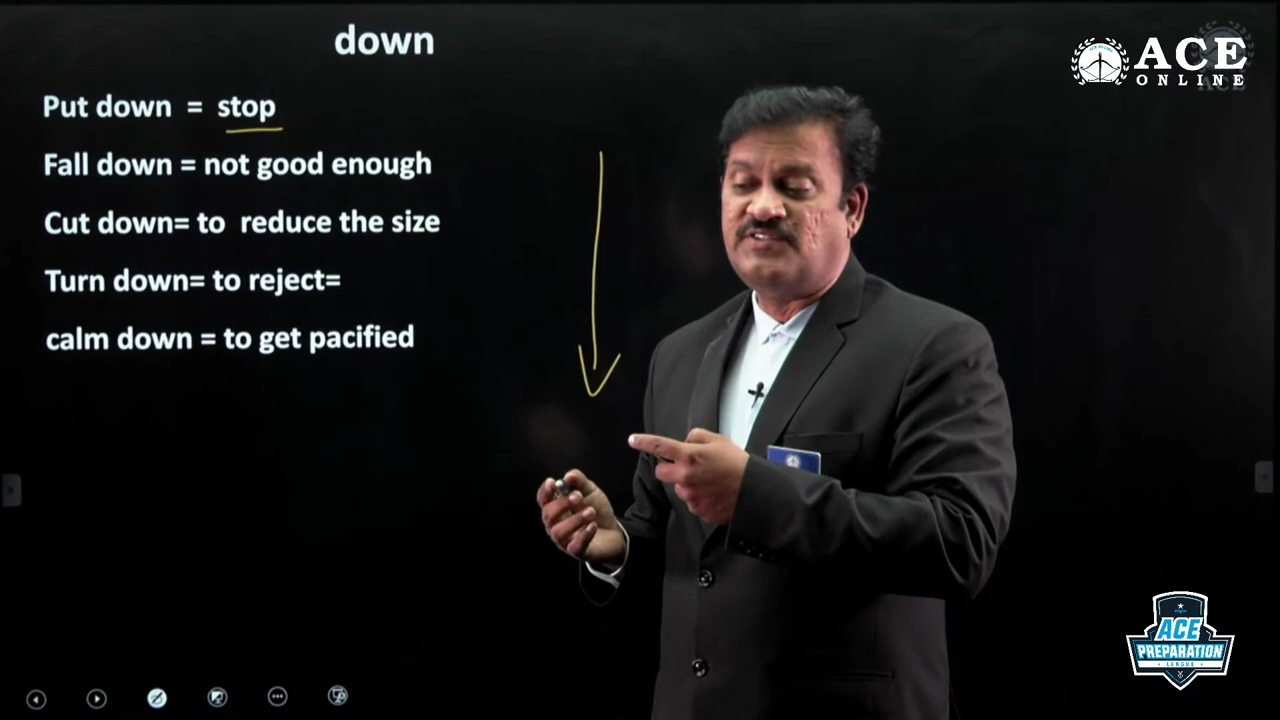 down
ACE
ONLINE
Put down = stop
Fall down = not good enough
Cut down= to reduce the size
Turn down= to reject=
calm down = to get pacified
ACE
PREPARATION
LEAGUE